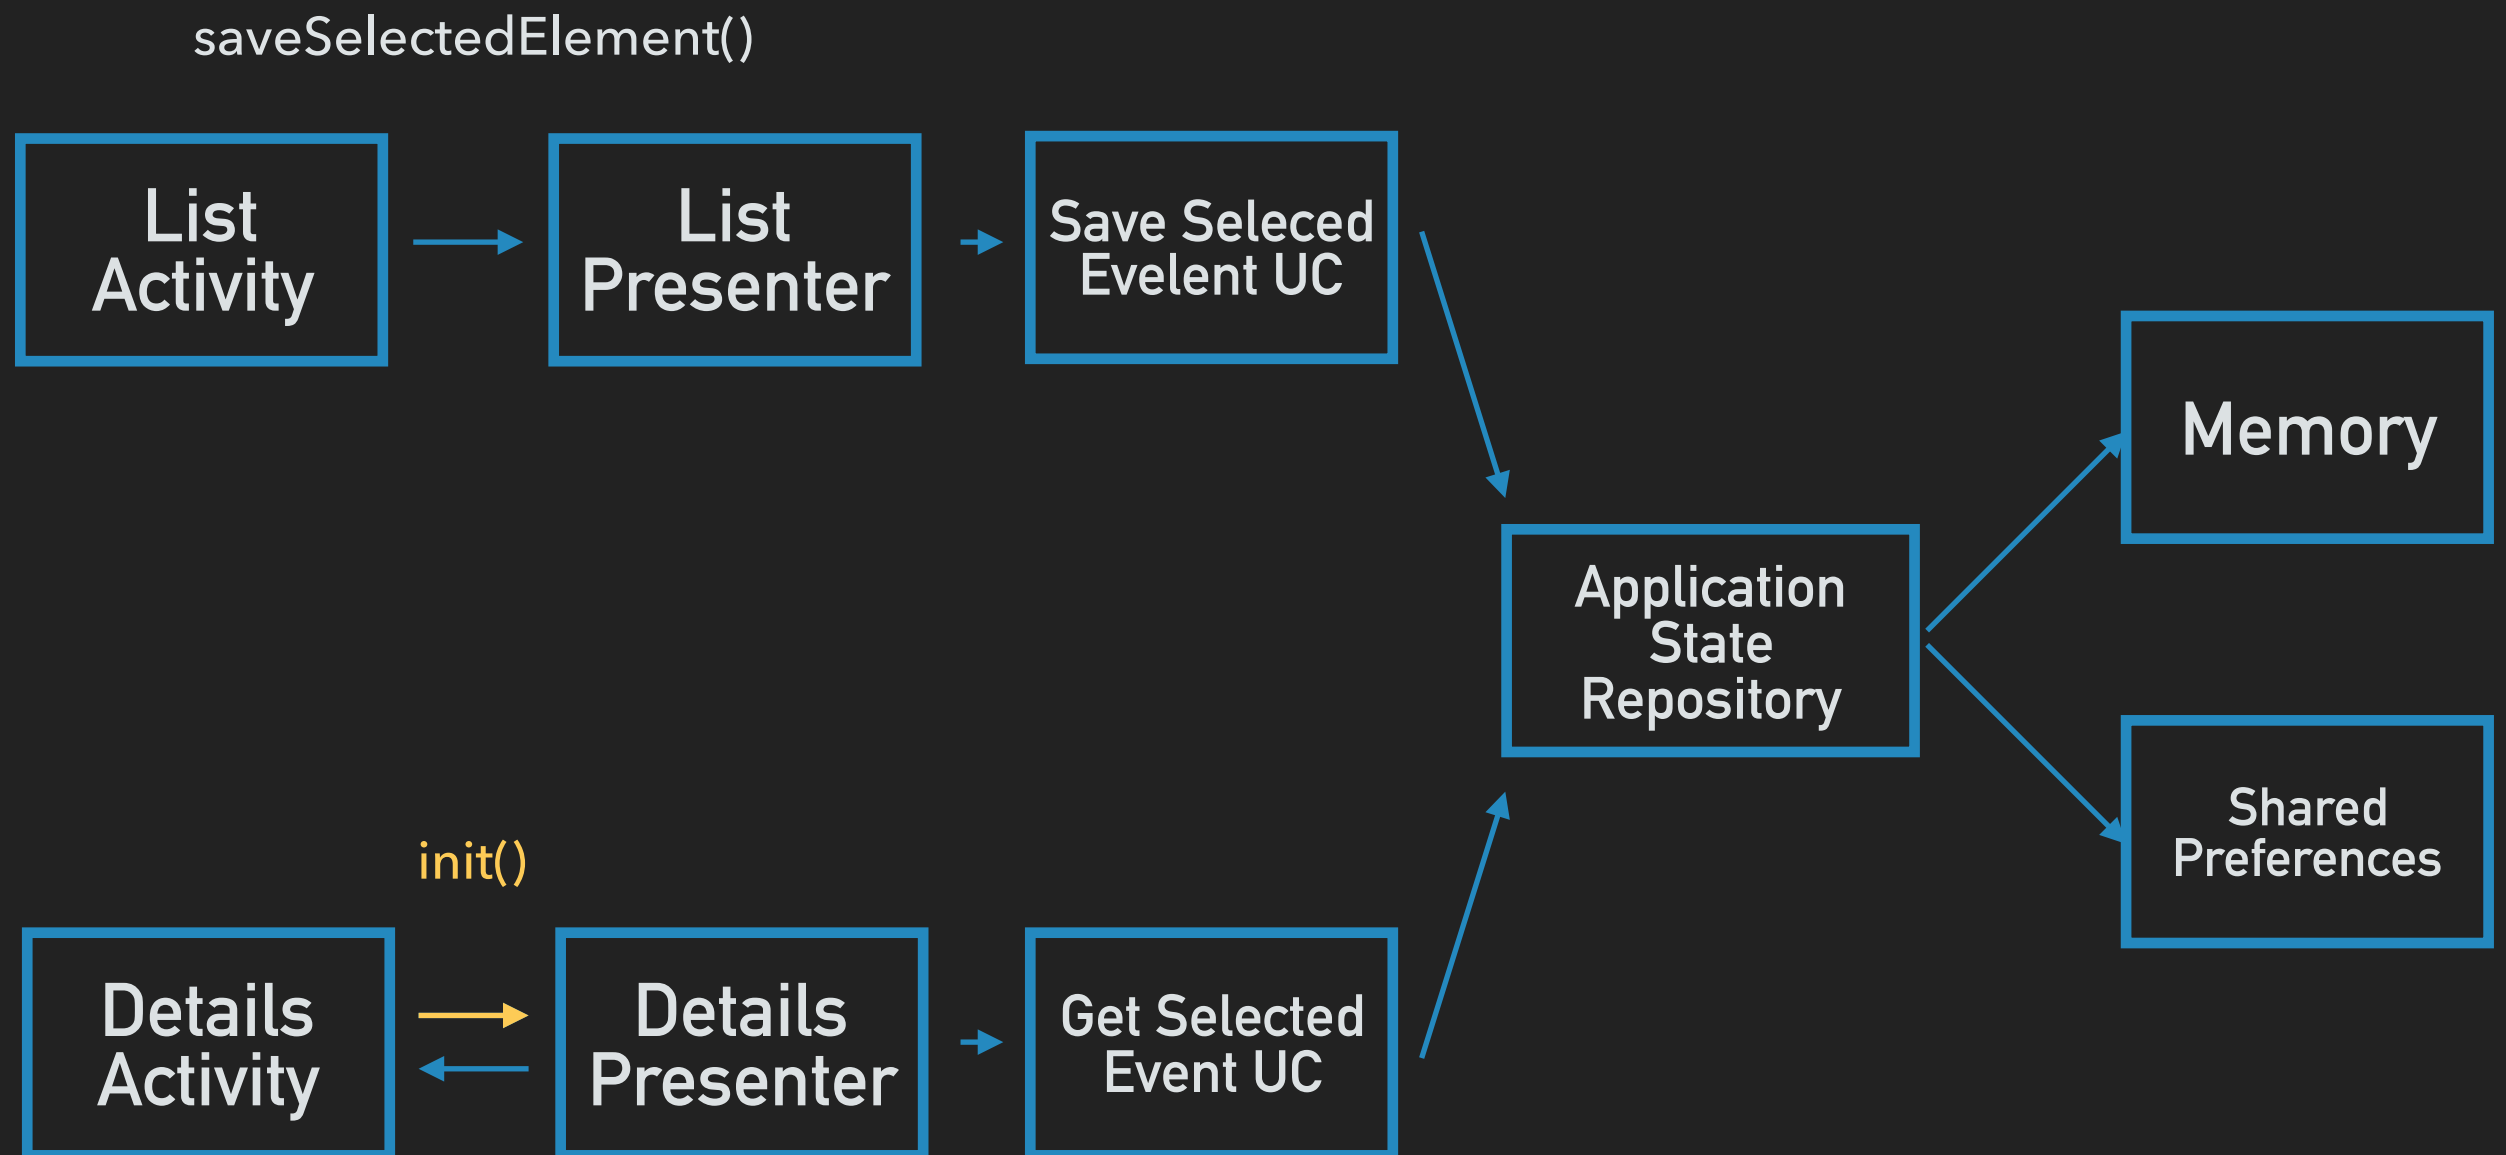 saveSelectedElement()
List
Activity
List
Presenter
Save Seleced
Evelent UC
Memory
Application
State
Repository
Shared
Preferences
init()
Details
Activity
Details
Presenter
Get Selected
Event UC